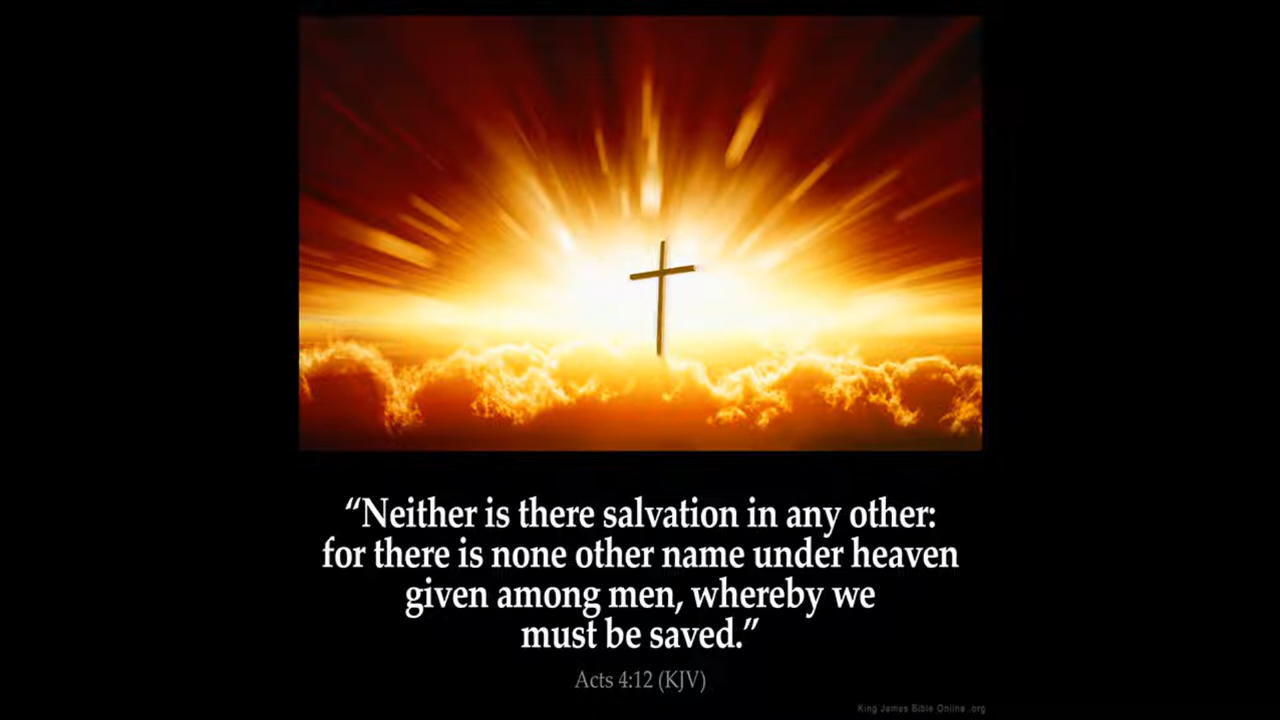 “Neither is there salvation in any other:
for there is none other name under heaven
given among men, whereby we
must be saved.”
Acts 4:12 (KJV)
King James Bible Online .org